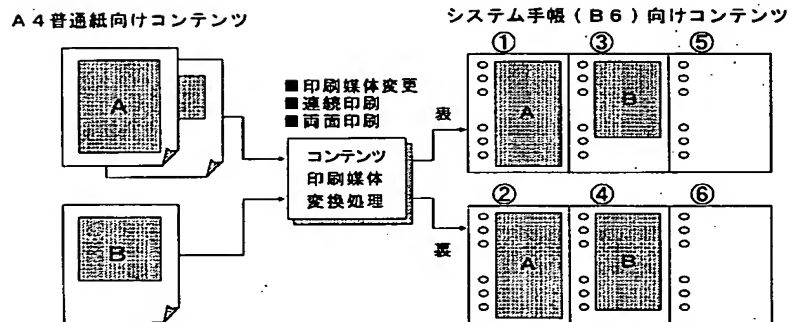 A4普通紙向けコンテンツ
A
B
■印刷媒体変更
■連続印刷
■両面印刷
コンテンツ
印刷媒体
変換処理
システム手帳(B6)向けコンテンツ
表
① ③ ⑤
A B
裏
② ④ ⑥
A B